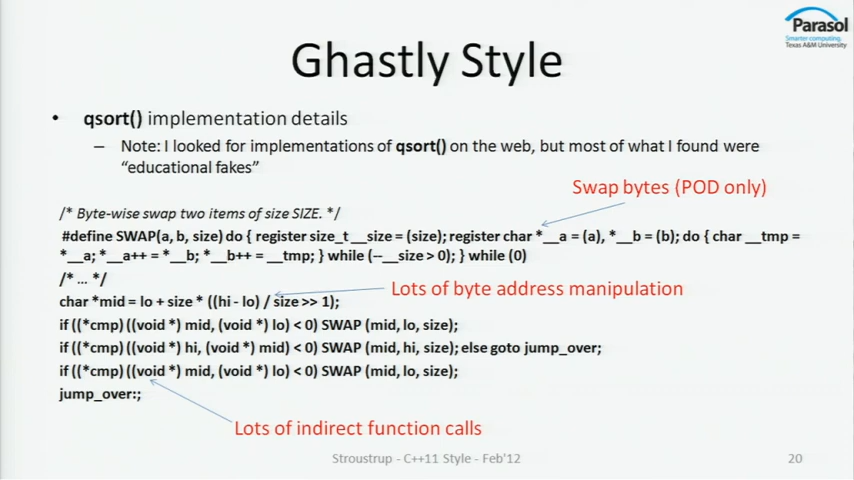 Parasol
Smarter computing.
Texas A&M University
Ghastly Style
• qsort() implementation details
– Note: I looked for implementations of qsort() on the web, but most of what I found were
“educational fakes”
Swap bytes (POD only)
/* Byte-wise swap two items of size SIZE. */
#define SWAP(a, b, size) do { register size_t __size = (size); register char *__a = (a), *__b = (b); do { char __tmp =
*__a; *__a++ = *__b; *__b++ = __tmp; } while (--__size > 0); } while (0)
/* … */
Lots of byte address manipulation
char *mid = lo + size * ((hi - lo) / size >> 1);
if ((*cmp) ((void *) mid, (void *) lo) < 0) SWAP (mid, lo, size);
if ((*cmp) ((void *) hi, (void *) mid) < 0) SWAP (mid, hi, size); else goto jump_over;
if ((*cmp) ((void *) mid, (void *) lo) < 0) SWAP (mid, lo, size);
jump_over:;
Lots of indirect function calls
Stroustrup - C++11 Style - Feb'12
20